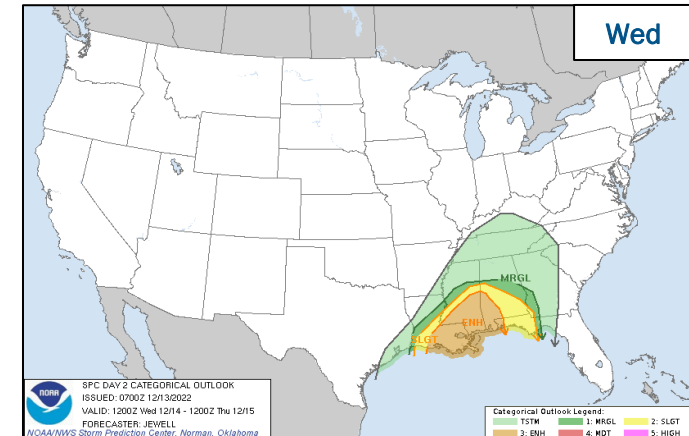 Wed
MRGL
ENH
SLGT
noaa
SPC DAY 2 CATEGORICAL OUTLOOK
ISSUED: 0700Z 12/13/2022
VALID: 1200Z Wed 12/14 - 1200Z Thu 12/15
FORECASTER: JEWELL
NOAA/NWS Storm Prediction Center, Norman, Oklahoma
Categorical Outlook Legend:
TSTM 1: MRGL 2: SLGT
3: ENH 4: MDT 5: HIGH